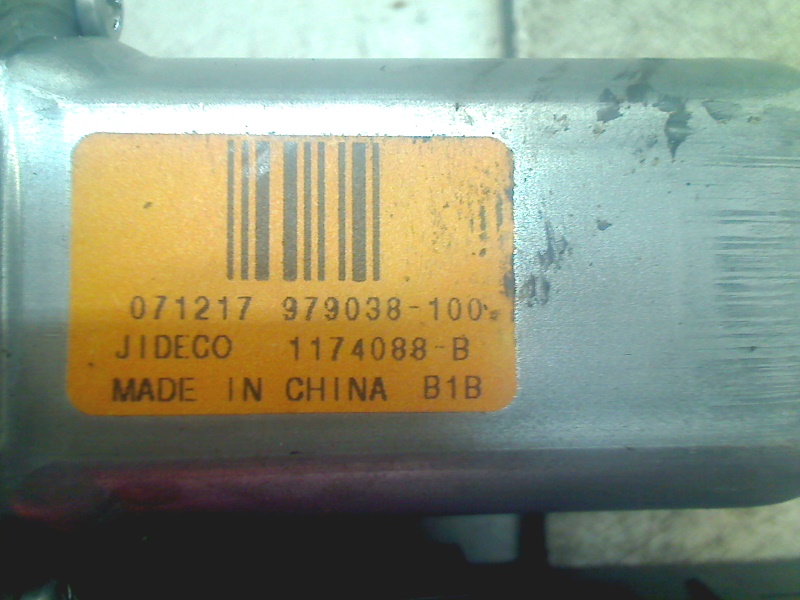 071217 979038-100
JIDECO 1174088-B
MADE IN CHINA B1B